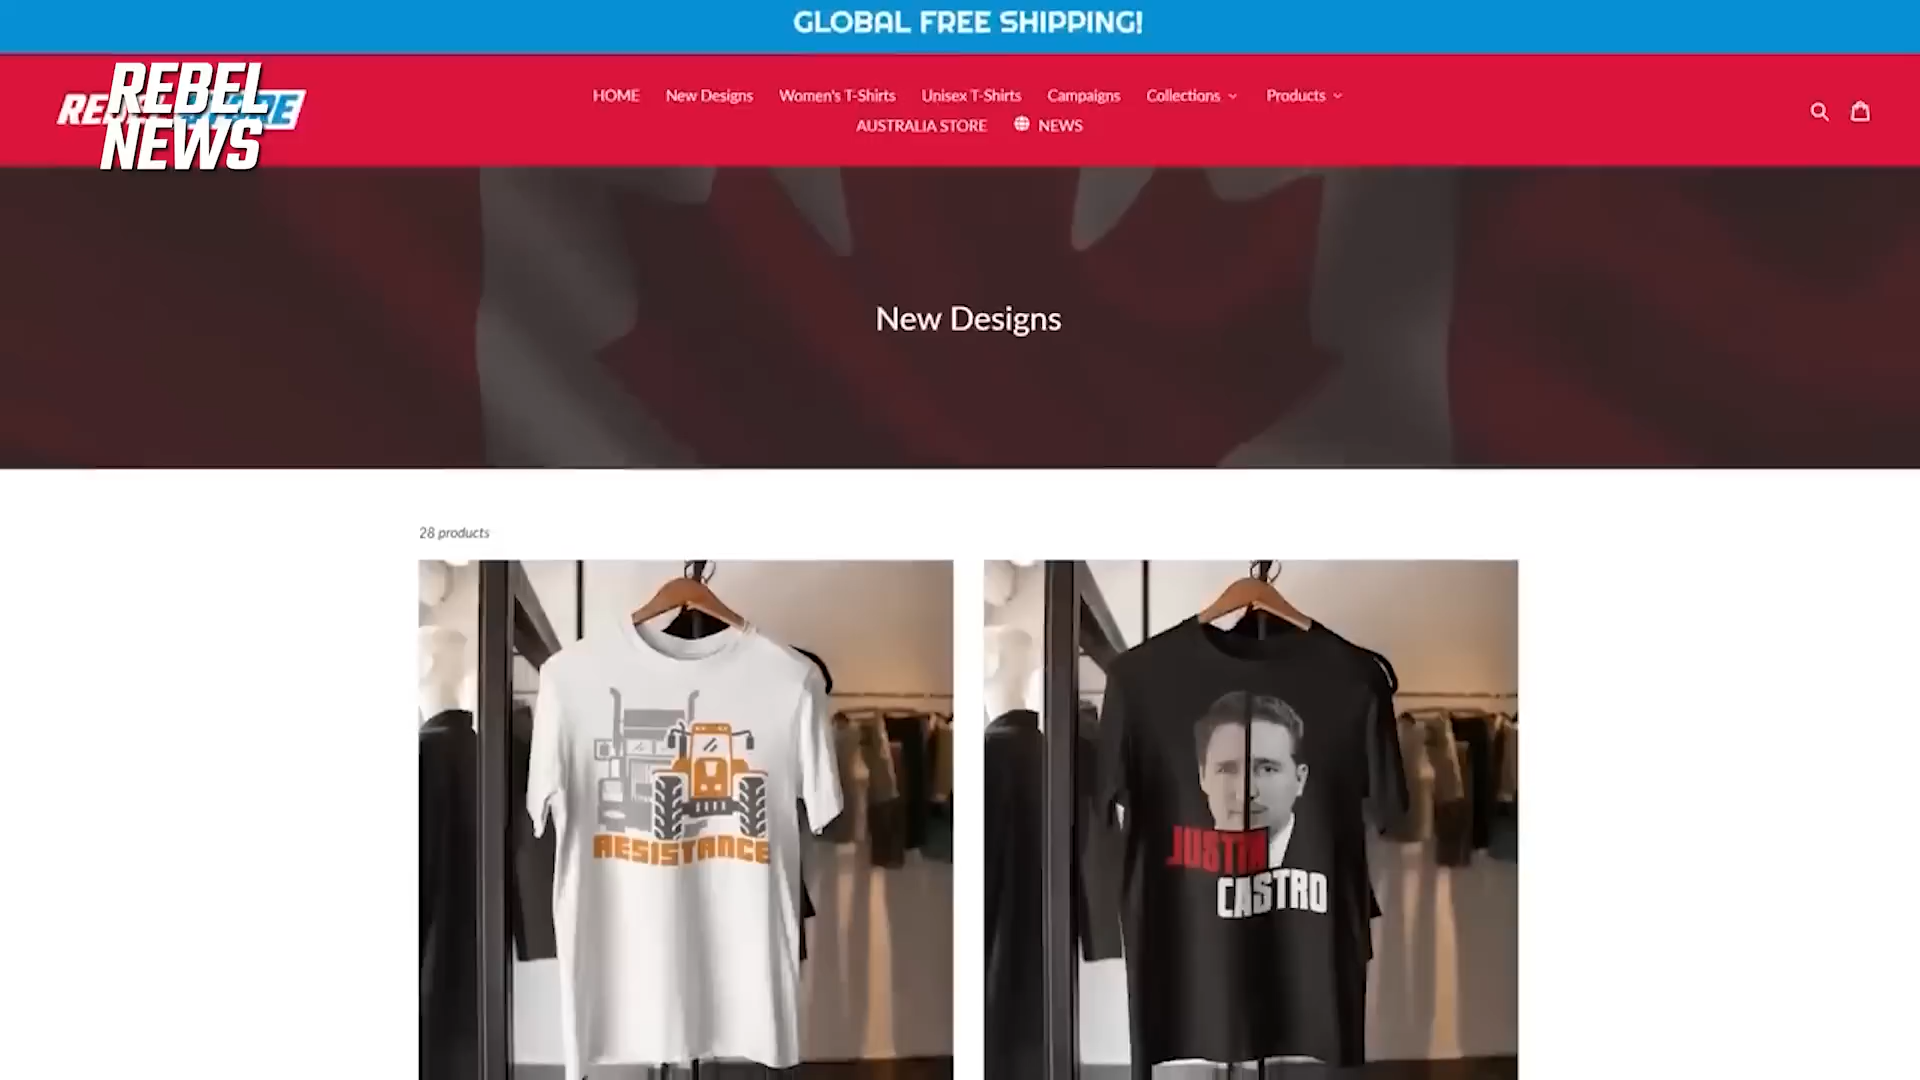 GLOBAL FREE SHIPPING!
REBEL
NEWS
HOME New Designs Women's T-Shirts Unisex T-Shirts Campaigns Collections Products
AUSTRALIA STORE NEWS
New Designs
28 products
RESISTANCE
JUSTIN
CASTRO